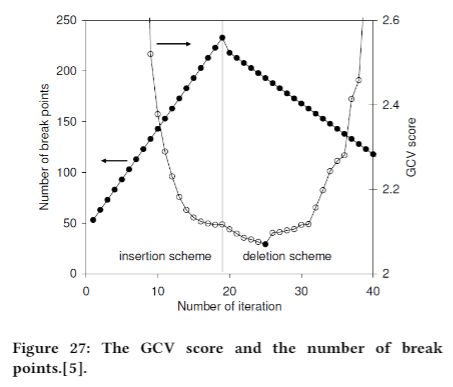 250
200
150
100
50
0
Number of break points
2.6
2.4
2.2
2
GCV score
insertion scheme
deletion scheme
0 10 20 30 40
Number of iteration
Figure 27: The GCV score and the number of break
points.[5].